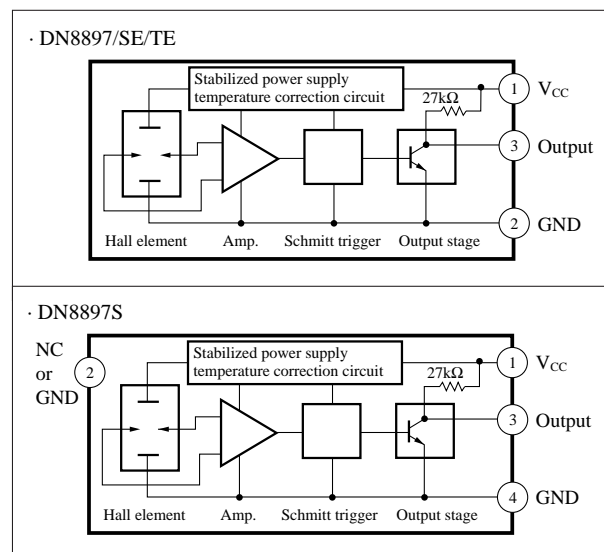 · DN8897/SE/TE
Stabilized power supply
temperature correction circuit
27kΩ
1
VCC
3
Output
2
GND
Hall element
Amp.
Schmitt trigger
Output stage
· DN8897S
NC
or
GND
2
Stabilized power supply
temperature correction circuit
27kΩ
1
VCC
3
Output
4
GND
Hall element
Amp.
Schmitt trigger
Output stage